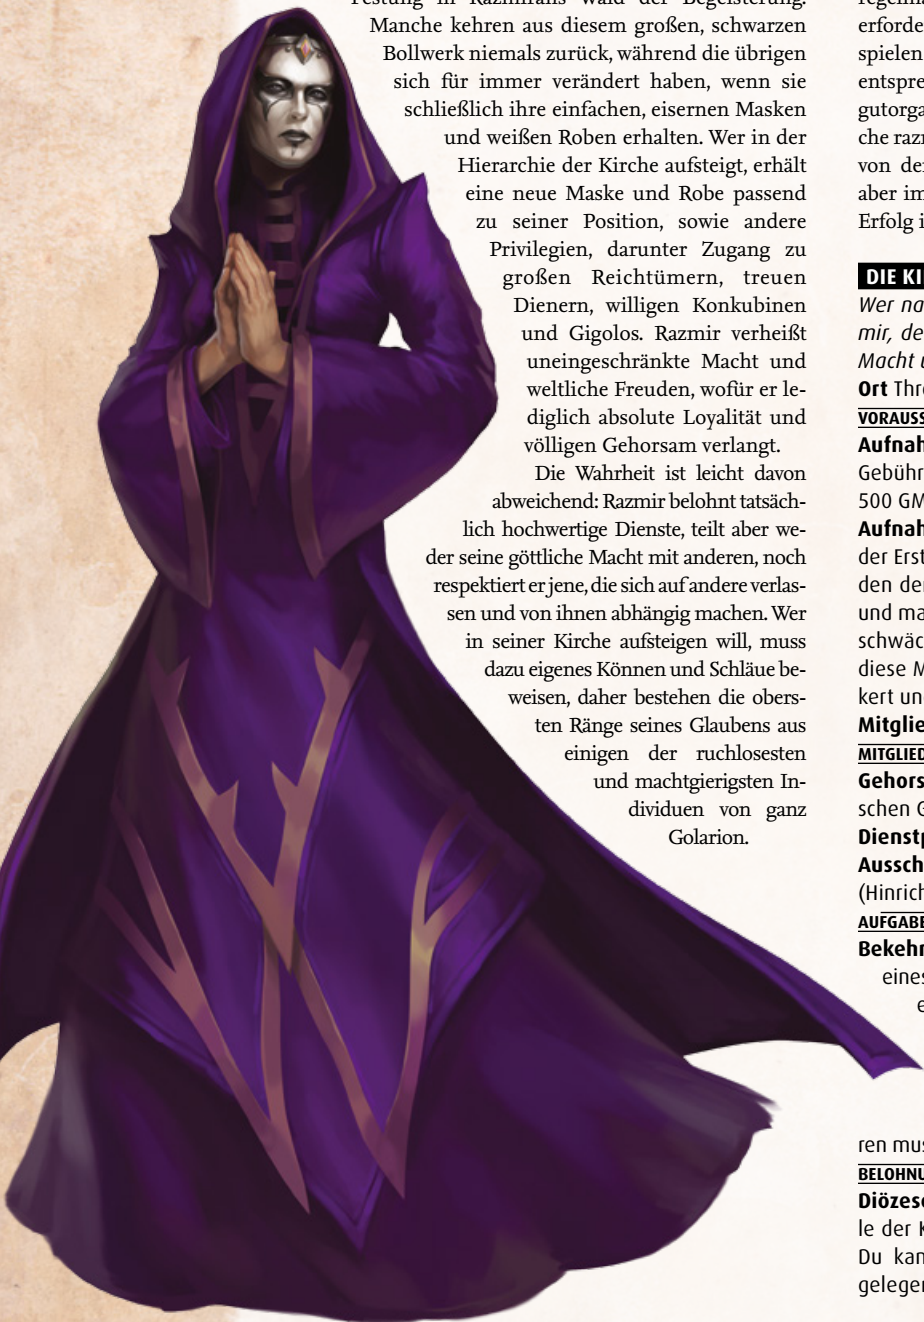 Festung in Razmirans Wald der Begeisterung.
Manche kehren aus diesem großen, schwarzen
Bollwerk niemals zurück, während die übrigen
sich für immer verändert haben, wenn sie
schließlich ihre einfachen, eisernen Masken
und weißen Roben erhalten. Wer in der
Hierarchie der Kirche aufsteigt, erhält
eine neue Maske und Robe passend
zu seiner Position, sowie andere
Privilegien, darunter Zugang zu
großen Reichtümern, treuen
Dienern, willigen Konkubinen
und Gigolos. Razmir verheißt
uneingeschränkte Macht und
weltliche Freuden, wofür er le-
diglich absolute Loyalität und
völligen Gehorsam verlangt.
Die Wahrheit ist leicht davon
abweichend: Razmir belohnt tatsäch-
lich hochwertige Dienste, teilt aber we-
der seine göttliche Macht mit anderen, noch
respektiert er jene, die sich auf andere verlas-
sen und von ihnen abhängig machen. Wer
in seiner Kirche aufsteigen will, muss
dazu eigenes Können und Schläue be-
weisen, daher bestehen die obers-
ten Ränge seines Glaubens aus
einigen der ruchlosesten
und machtgierigsten In-
dividuen von ganz
Golarion.
erforde
spielen
entspre
gutorga
che razr
von de
aber im
Erfolg i
DIE KI
Wer na
mir, de
Macht u
Ort Thr
VORAUSS
Aufnah
Gebühr
500 GM
Aufnah
der Erst
den de
und ma
schwäc
diese M
kert un
Mitglie
MITGLIED
Gehors
schen G
Dienstp
Aussch
(Hinrich
AUFGABE
Bekehr
eines
e
ren mus
BELOHNU
Diözes
le der K
Du kan
gelegen